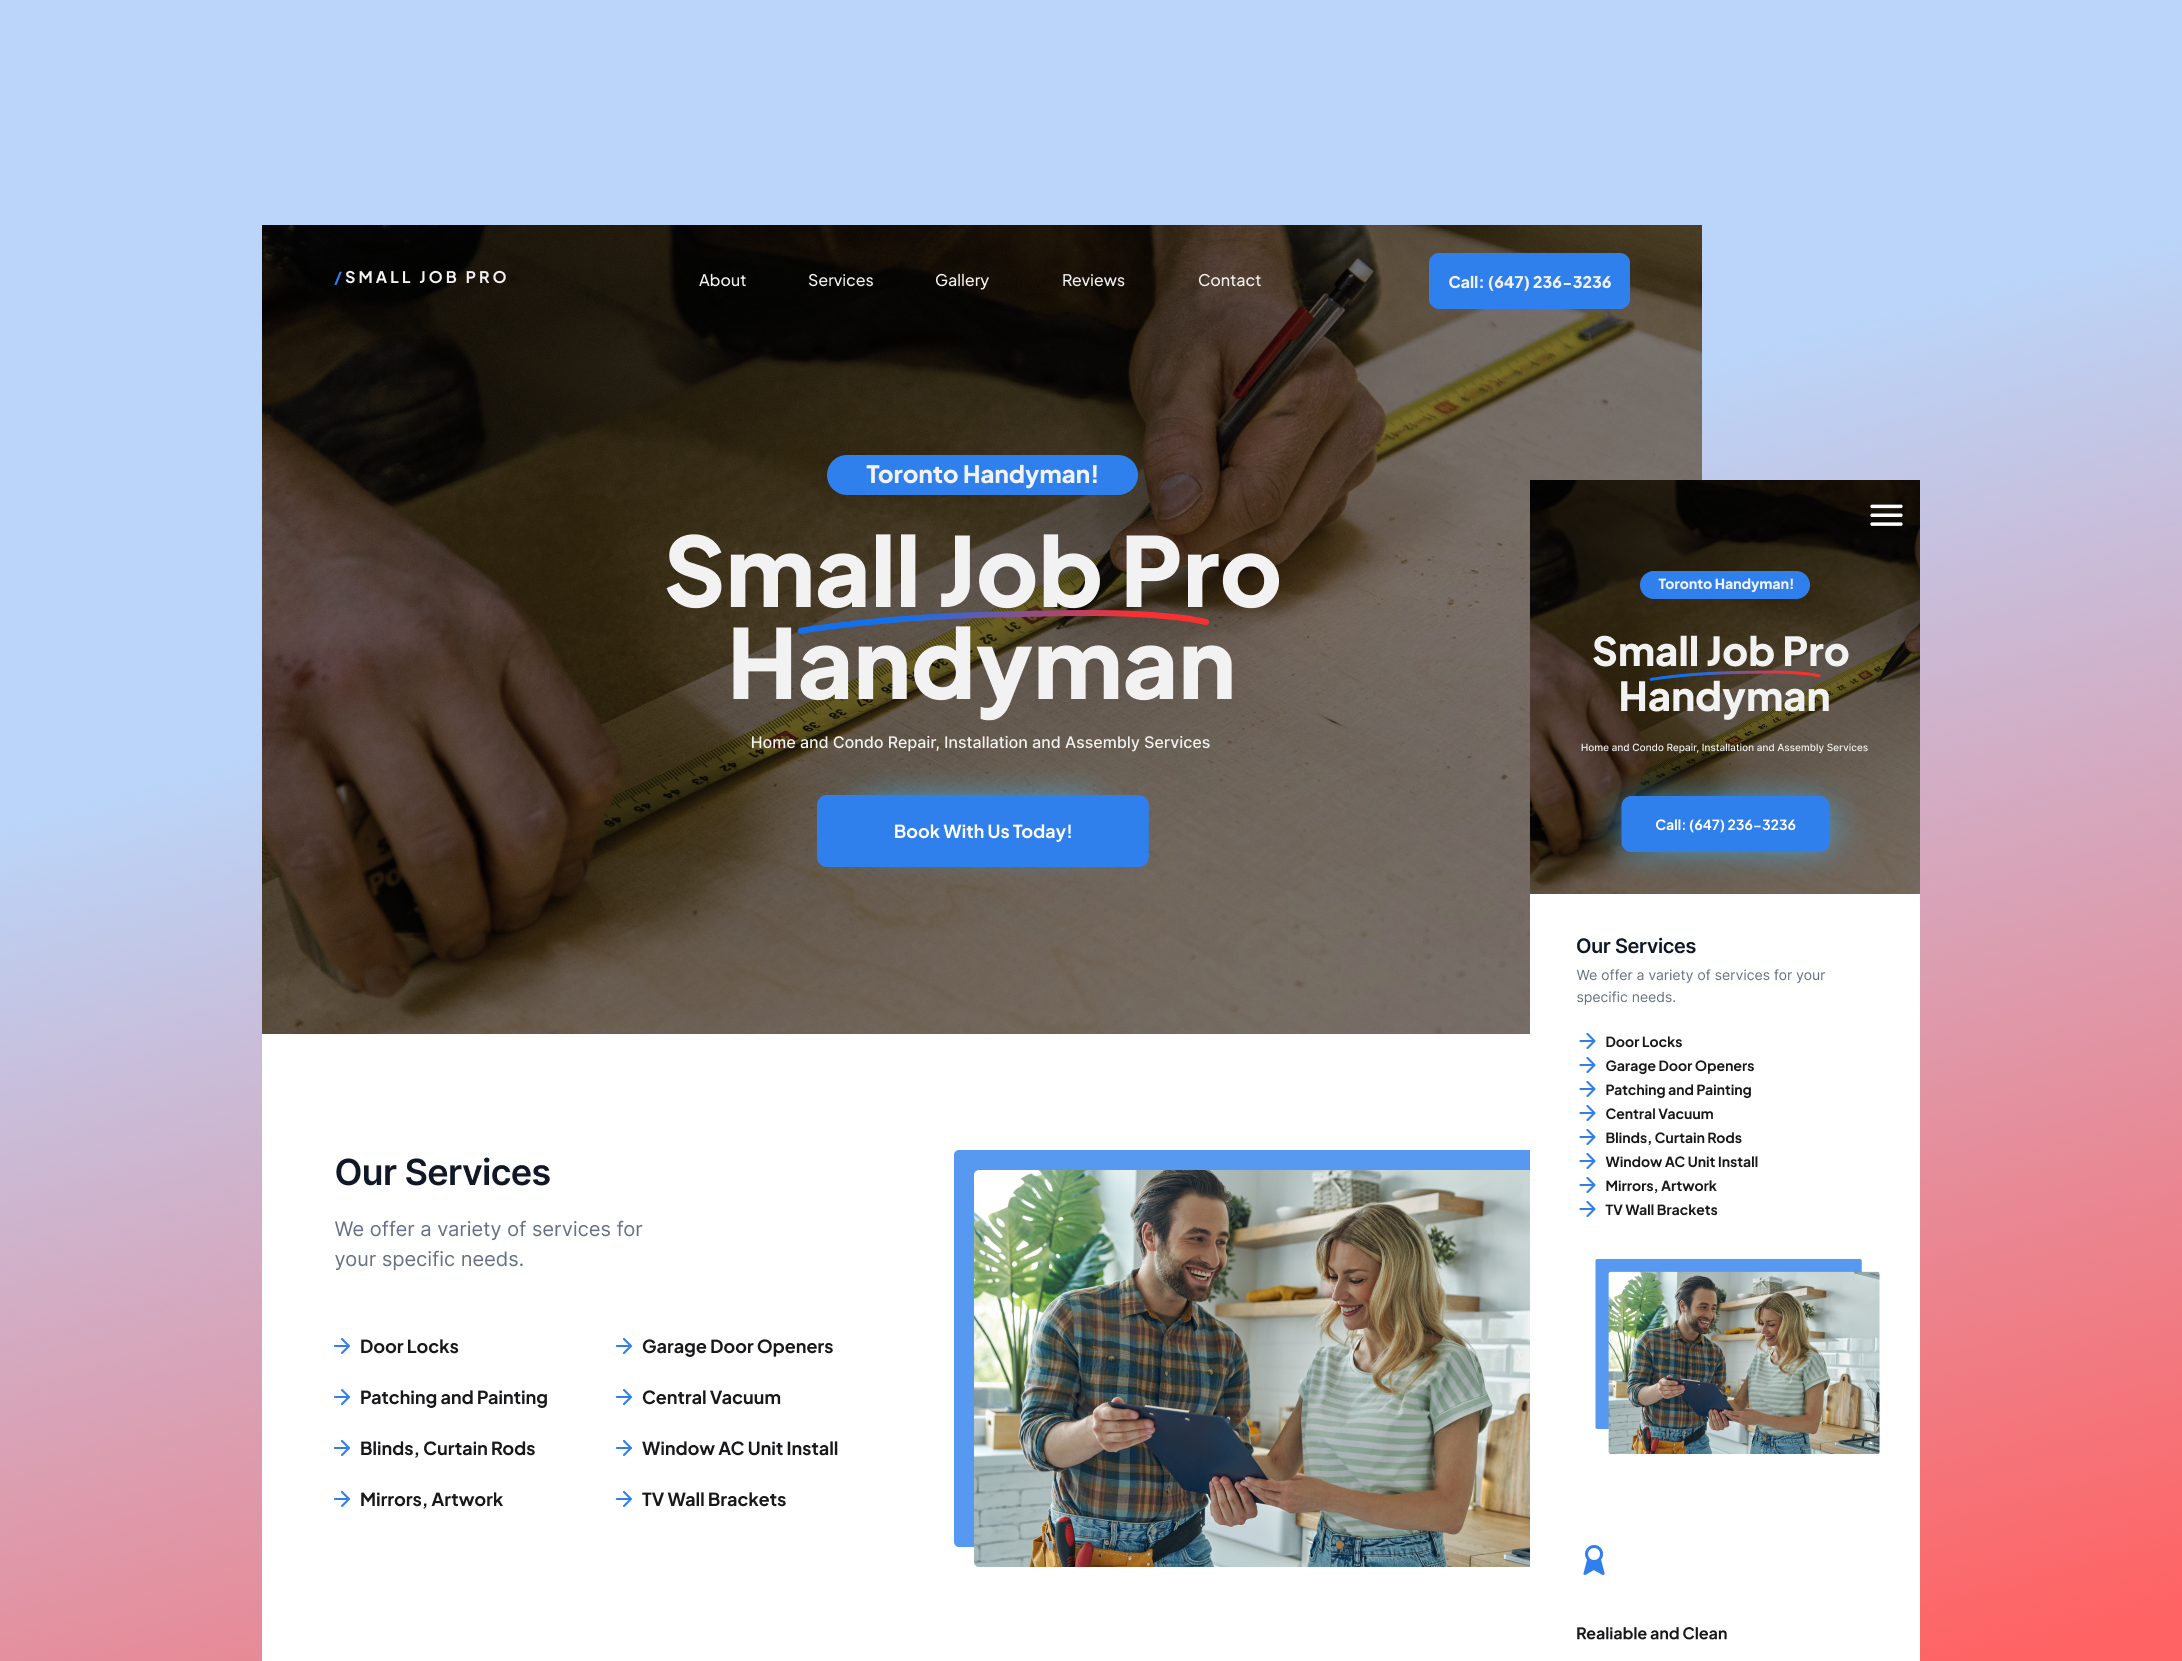 /SMALL JOB PRO
About
Services
Gallery
Reviews
Contact
Call: (647) 236-3236
Toronto Handyman!
Small Job Pro
Handyman
Home and Condo Repair, Installation and Assembly Services
Book With Us Today!
Our Services
We offer a variety of services for
your specific needs.
Door Locks
Garage Door Openers
Patching and Painting
Central Vacuum
Blinds, Curtain Rods
Window AC Unit Install
Mirrors, Artwork
TV Wall Brackets
Toronto Handyman!
Small Job Pro
Handyman
Home and Condo Repair, Installation and Assembly Services
Call: (647) 236-3236
Our Services
We offer a variety of services for your
specific needs.
Door Locks
Garage Door Openers
Patching and Painting
Central Vacuum
Blinds, Curtain Rods
Window AC Unit Install
Mirrors, Artwork
TV Wall Brackets
Realiable and Clean